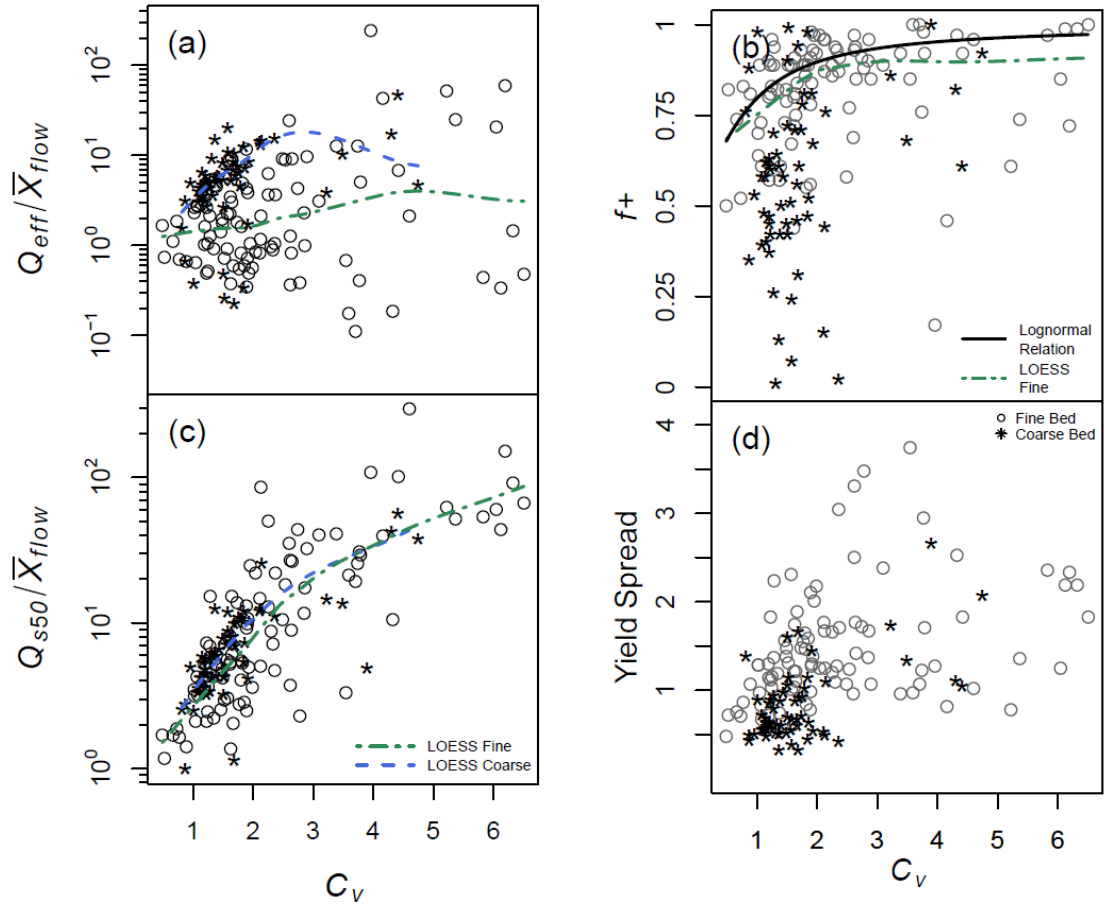 (a)
Q_eff / X̅_flow
10^2
10^1
10^0
10^-1
(b)
f+
1
0.75
0.5
0.25
0
Lognormal
Relation
LOESS
Fine
(c)
Q_s50 / X̅_flow
10^2
10^1
10^0
LOESS Fine
LOESS Coarse
1 2 3 4 5 6
C_v
(d)
Fine Bed
Coarse Bed
Yield Spread
4
3
2
1
1 2 3 4 5 6
C_v